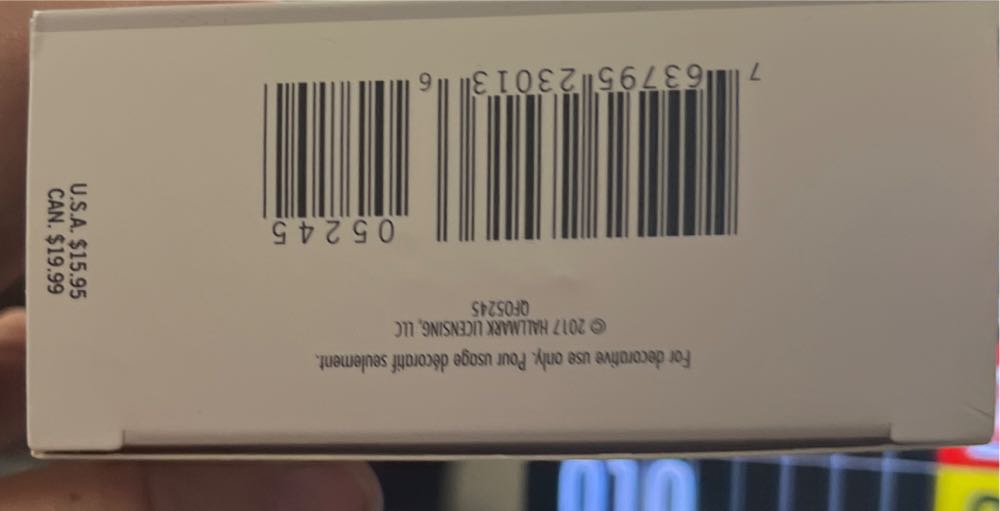 For decorative use only. Pour usage décoratif seulement.
© 2017 HALLMARK LICENSING, LLC
QFO5245
05245
7 63795 23013 6
U.S.A. $15.95
CAN. $19.99